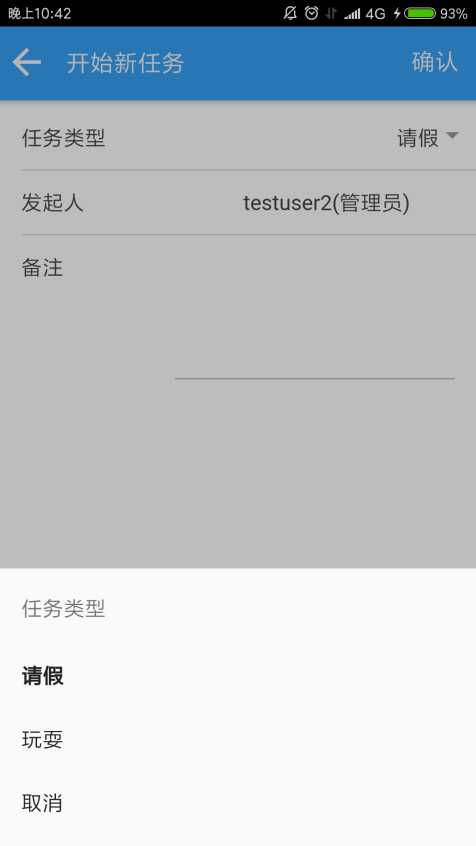 晚上10:42 4G 93%
开始新任务 确认
任务类型 请假
发起人 testuser2(管理员)
备注
任务类型
请假
玩耍
取消